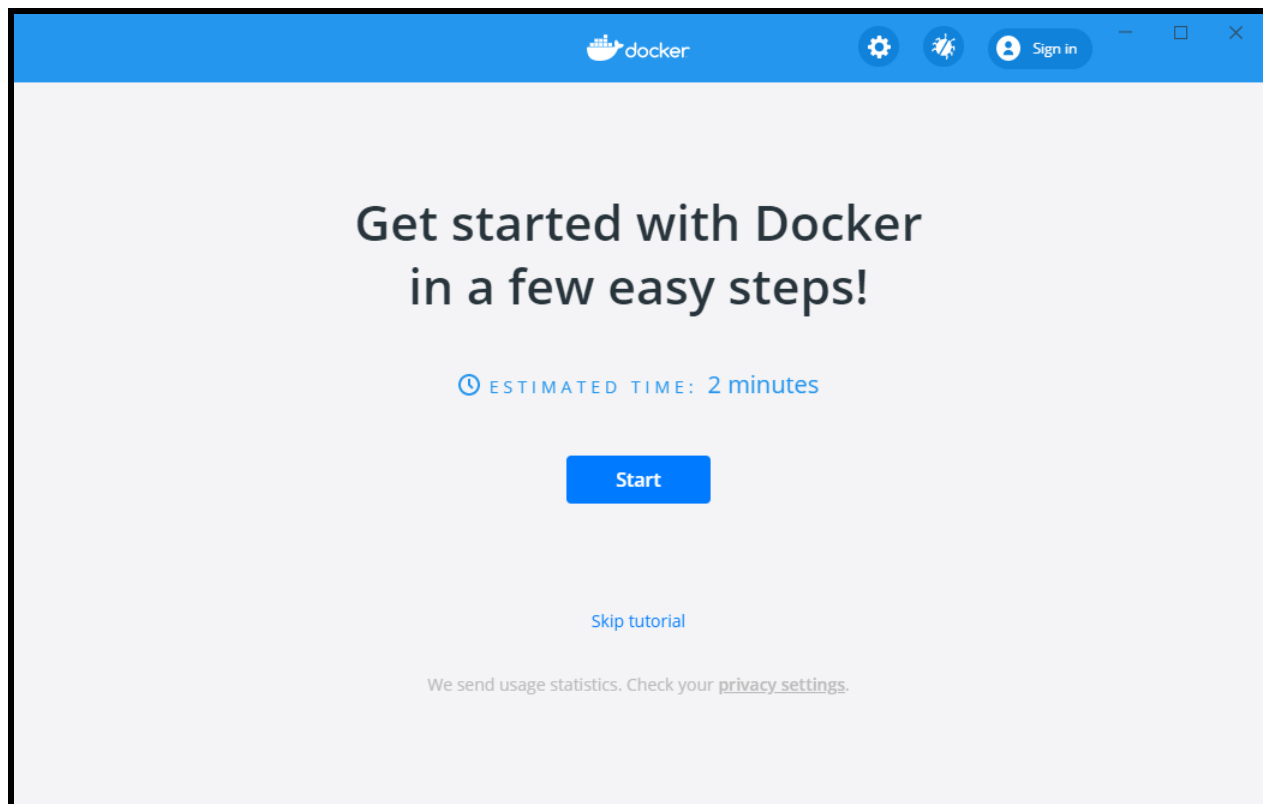 docker
Sign in
Get started with Docker
in a few easy steps!
ESTIMATED TIME: 2 minutes
Start
Skip tutorial
We send usage statistics. Check your privacy settings.